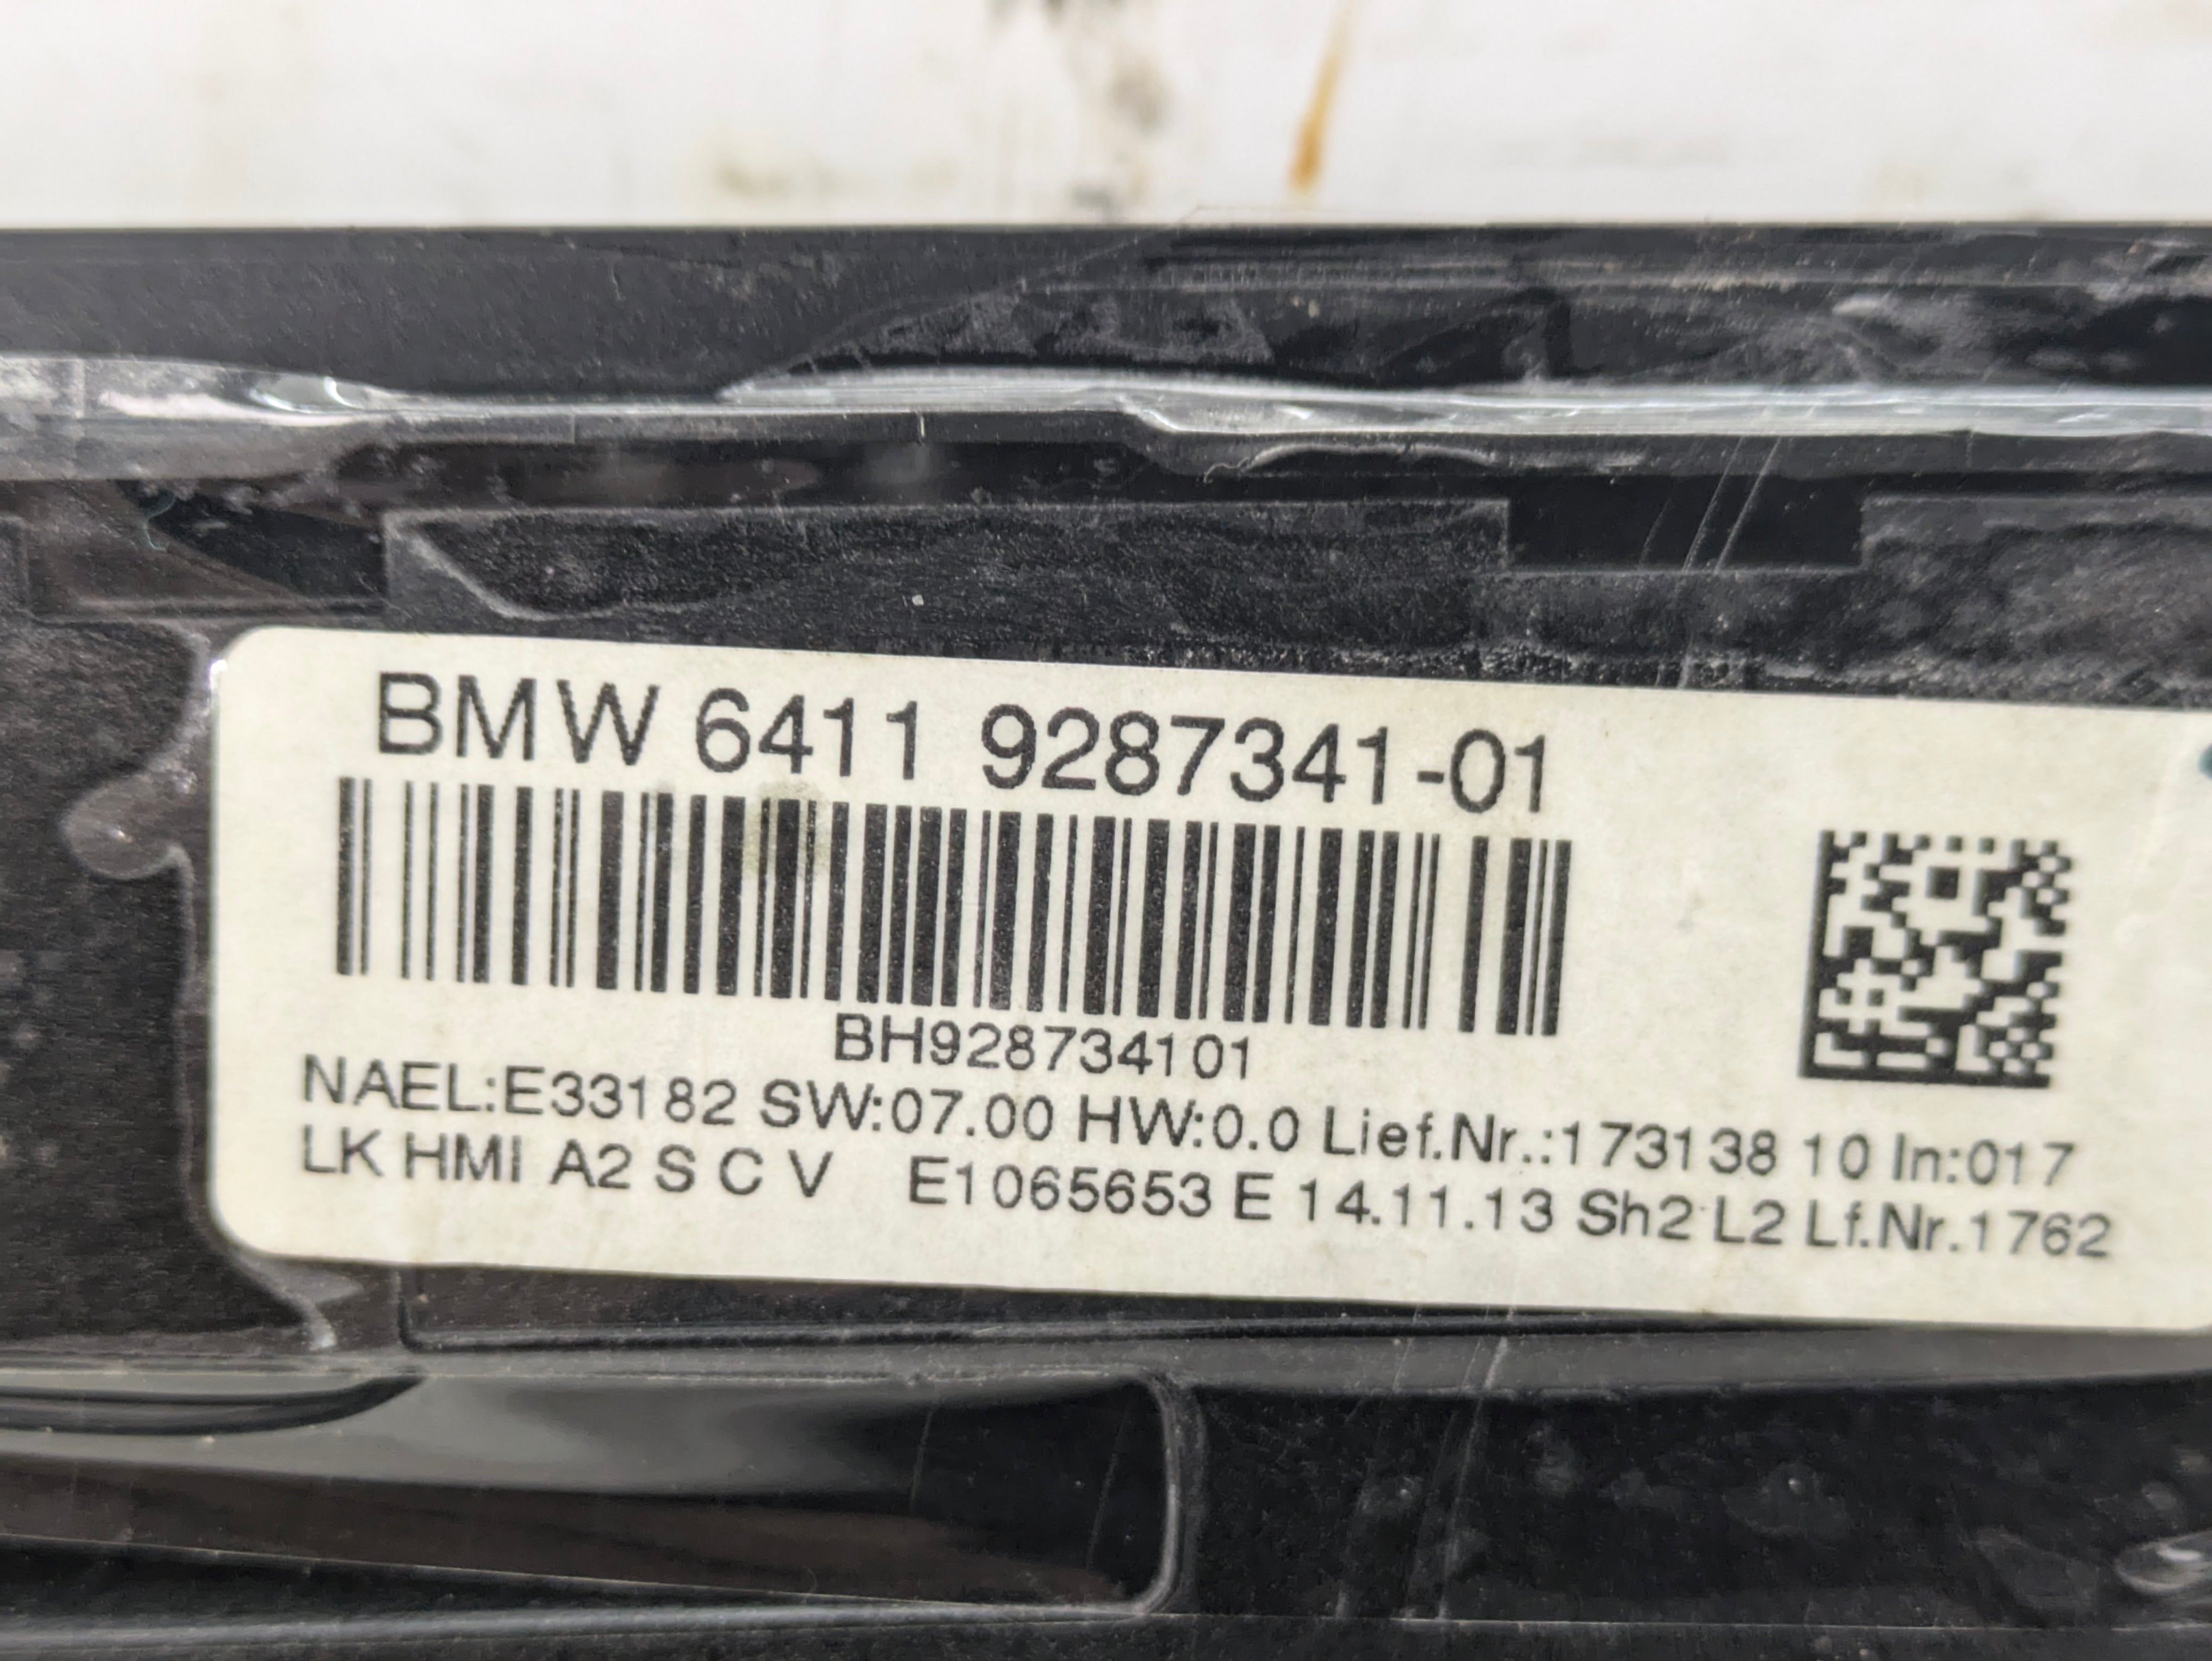 BMW 6411 9287341-01
BH928734101
NAEL:E33182 SW:07.00 HW:0.0 Lief.Nr.:173138 10 In:017
LK HMI A2 S C V E1065653 E 14.11.13 Sh2 L2 Lf.Nr.1762